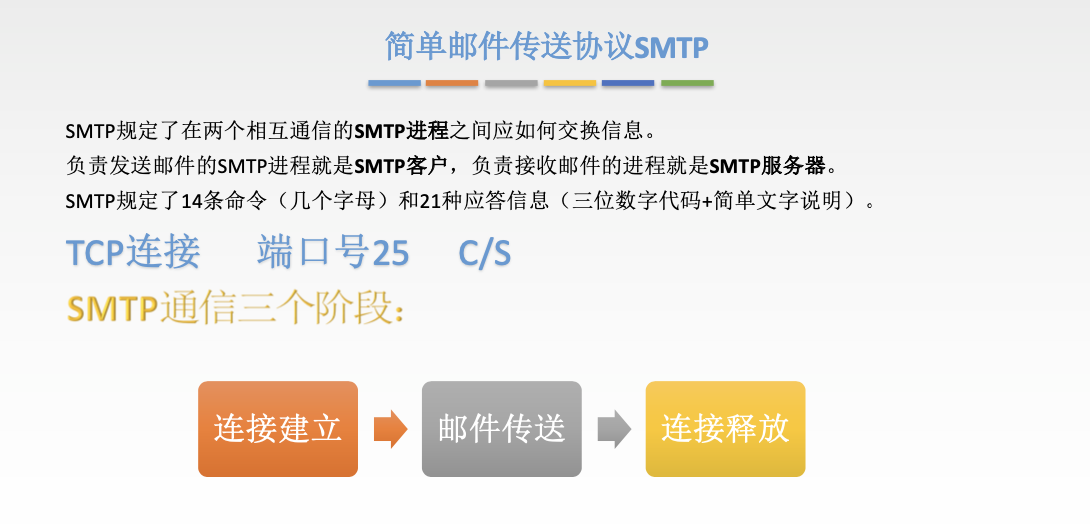 简单邮件传送协议SMTP
SMTP规定了在两个相互通信的SMTP进程之间应如何交换信息。
负责发送邮件的SMTP进程就是SMTP客户，负责接收邮件的进程就是SMTP服务器。
SMTP规定了14条命令（几个字母）和21种应答信息（三位数字代码+简单文字说明）。
TCP连接 端口号25 C/S
SMTP通信三个阶段：
连接建立 邮件传送 连接释放